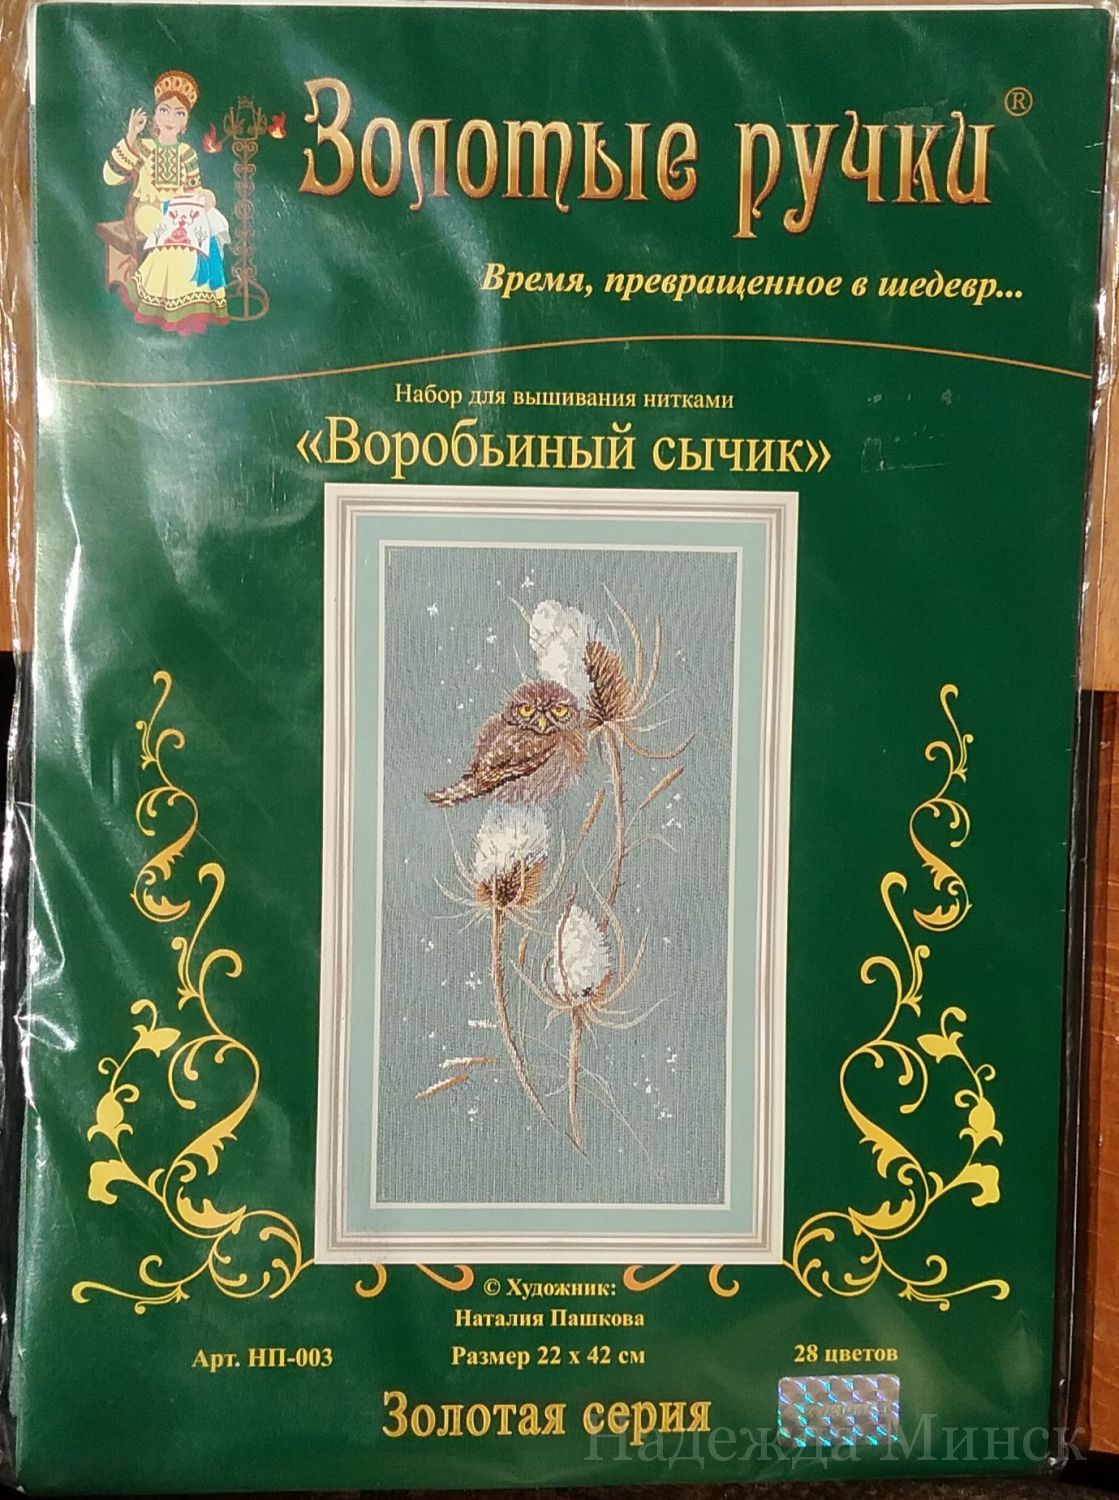 Золотые ручки®
Время, превращенное в шедевр...
Набор для вышивания нитками
«Воробьиный сычик»
© Художник:
Наталия Пашкова
Арт. НП-003
Размер 22 х 42 см
28 цветов
Золотая серия
Надежда Минск